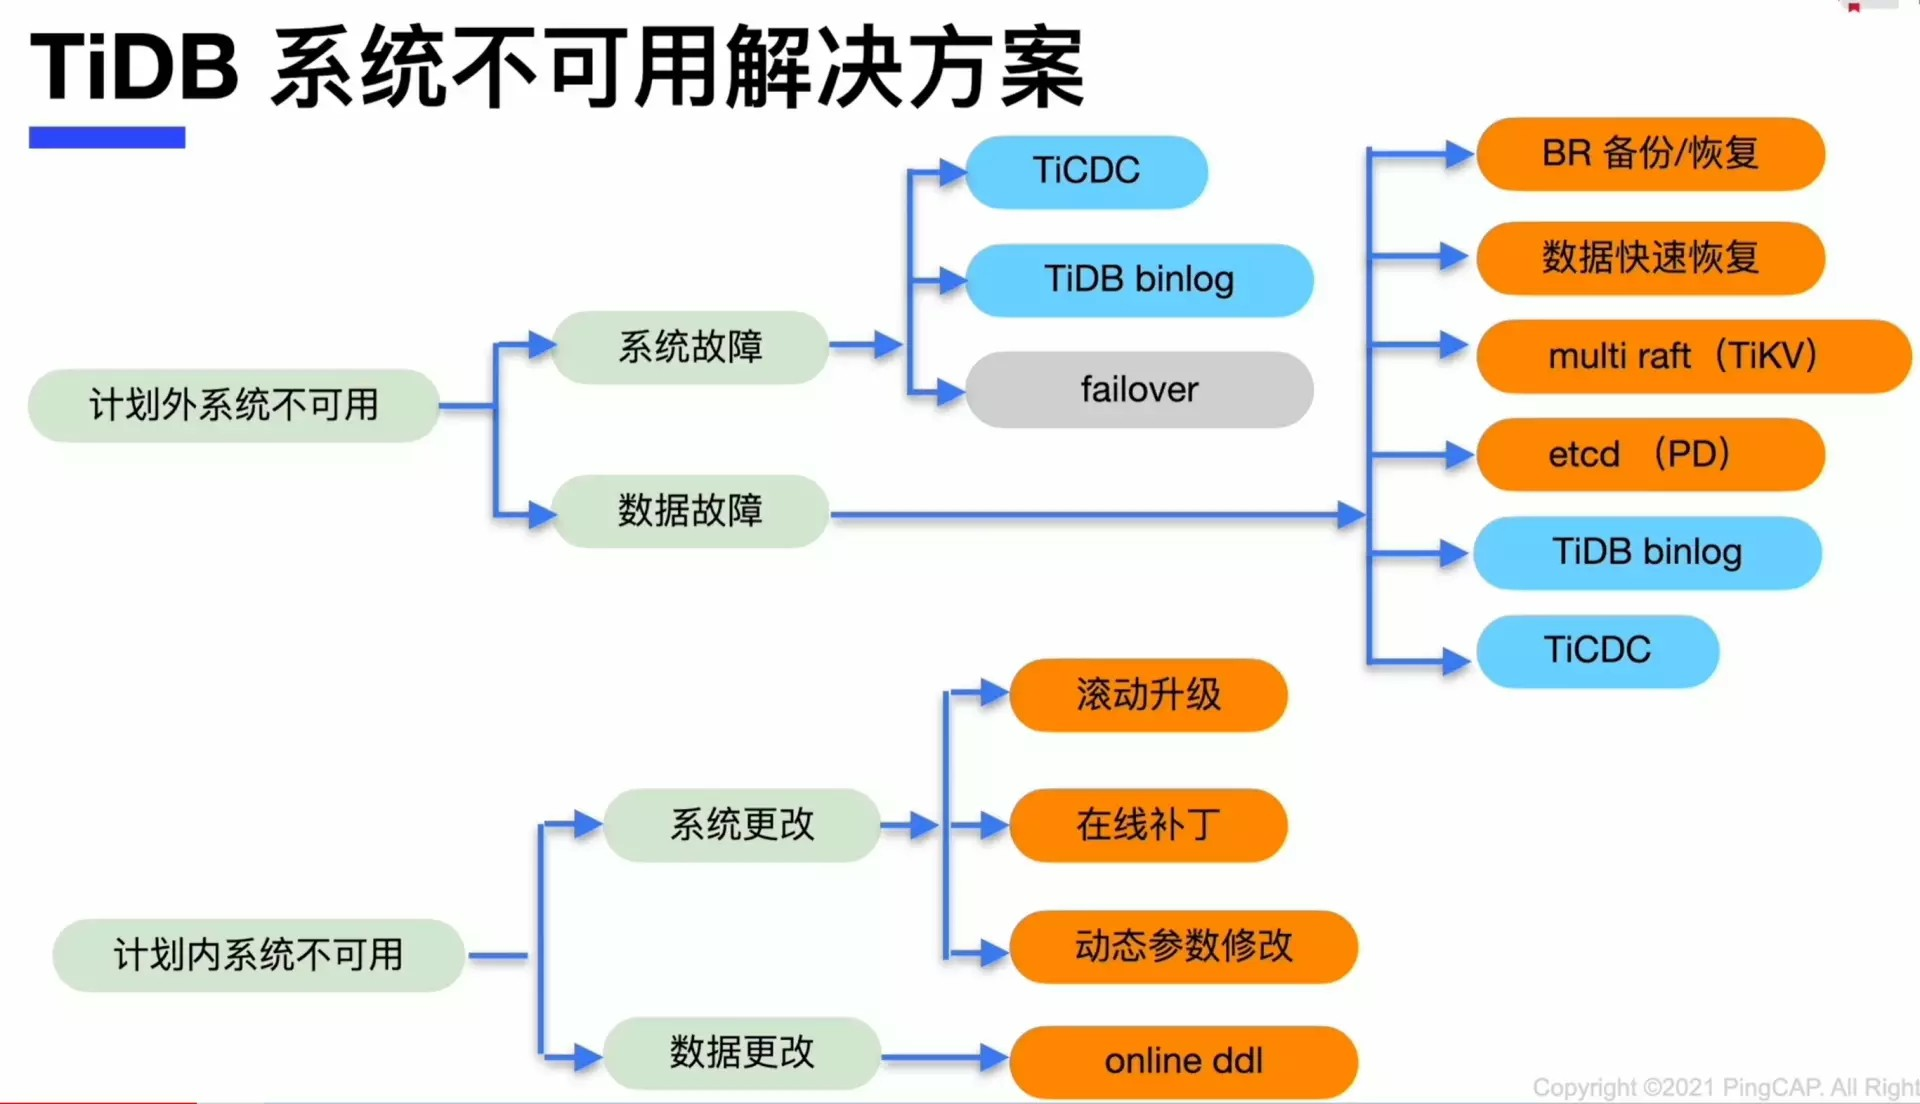 TiDB 系统不可用解决方案
计划外系统不可用
系统故障
TiCDC
TiDB binlog
failover
数据故障
BR 备份/恢复
数据快速恢复
multi raft（TiKV）
etcd （PD）
TiDB binlog
TiCDC
计划内系统不可用
系统更改
滚动升级
在线补丁
动态参数修改
数据更改
online ddl
Copyright ©2021 PingCAP. All Right